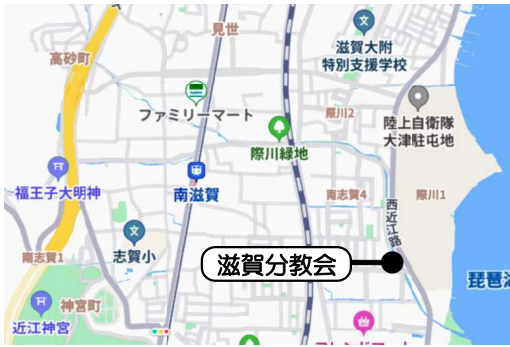 見世
高砂町
滋賀大附
特別支援学校
ファミリーマート
際川2
陸上自衛隊
大津駐屯地
際川緑地
福王子大明神
南滋賀
南志賀4
際川1
西近江路
南志賀1
志賀小
滋賀分教会
琵琶湖
神宮町
近江神宮